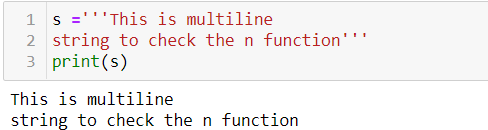 1 s ='''This is multiline
2 string to check the n function'''
3 print(s)
This is multiline
string to check the n function